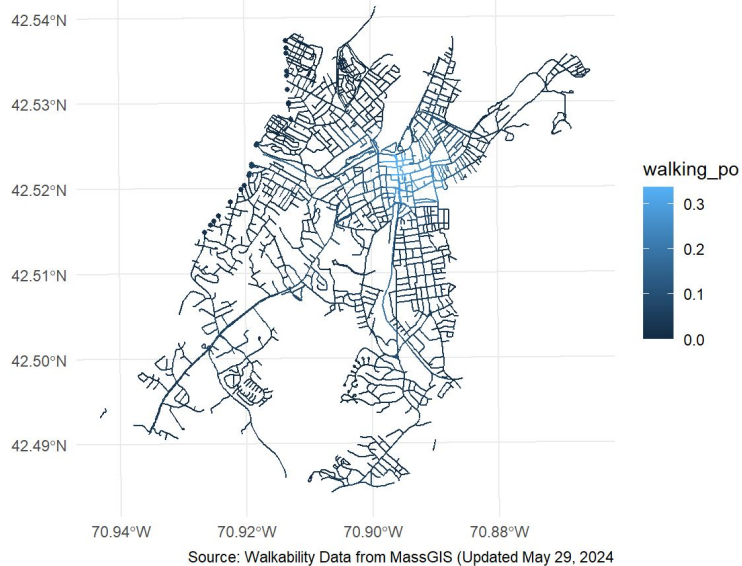 42.54°N
42.53°N
42.52°N
42.51°N
42.50°N
42.49°N
70.94°W 70.92°W 70.90°W 70.88°W
walking_po
0.3
0.2
0.1
0.0
Source: Walkability Data from MassGIS (Updated May 29, 2024